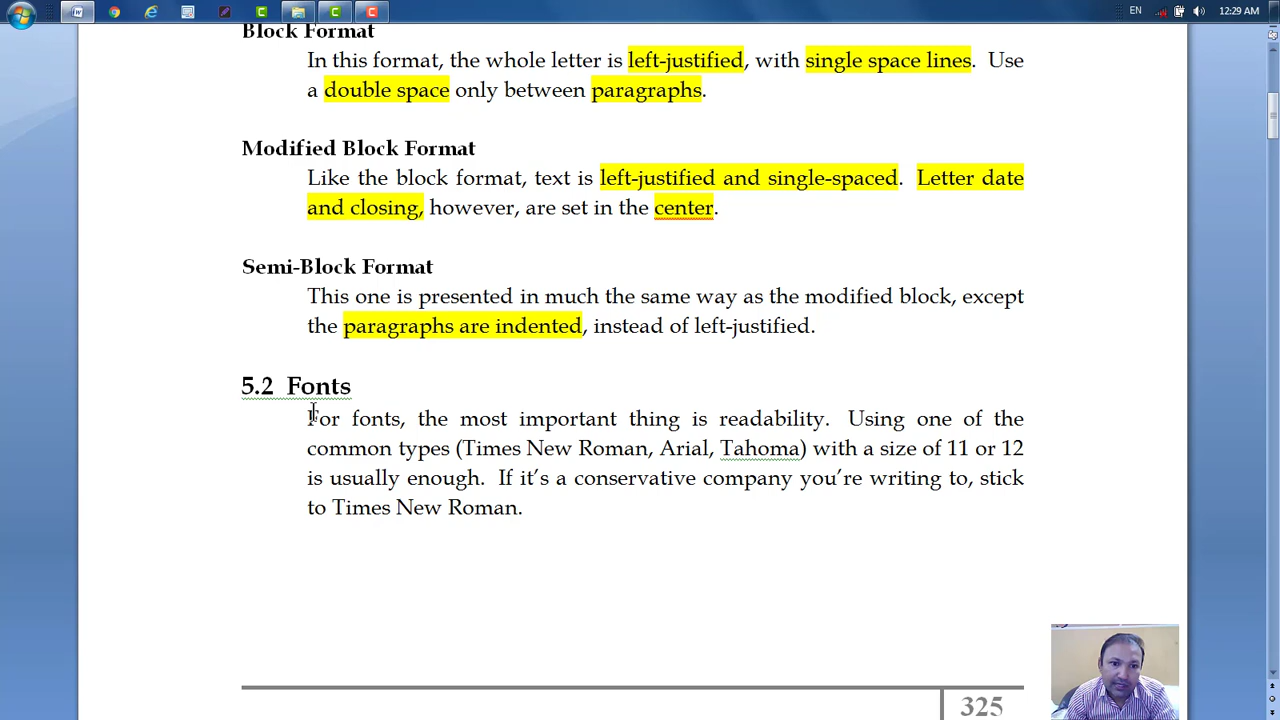 EN
12:29 AM
Block Format
In this format, the whole letter is left-justified, with single space lines. Use
a double space only between paragraphs.
Modified Block Format
Like the block format, text is left-justified and single-spaced. Letter date
and closing, however, are set in the center.
Semi-Block Format
This one is presented in much the same way as the modified block, except
the paragraphs are indented, instead of left-justified.
5.2 Fonts
For fonts, the most important thing is readability. Using one of the
common types (Times New Roman, Arial, Tahoma) with a size of 11 or 12
is usually enough. If it’s a conservative company you’re writing to, stick
to Times New Roman.
325